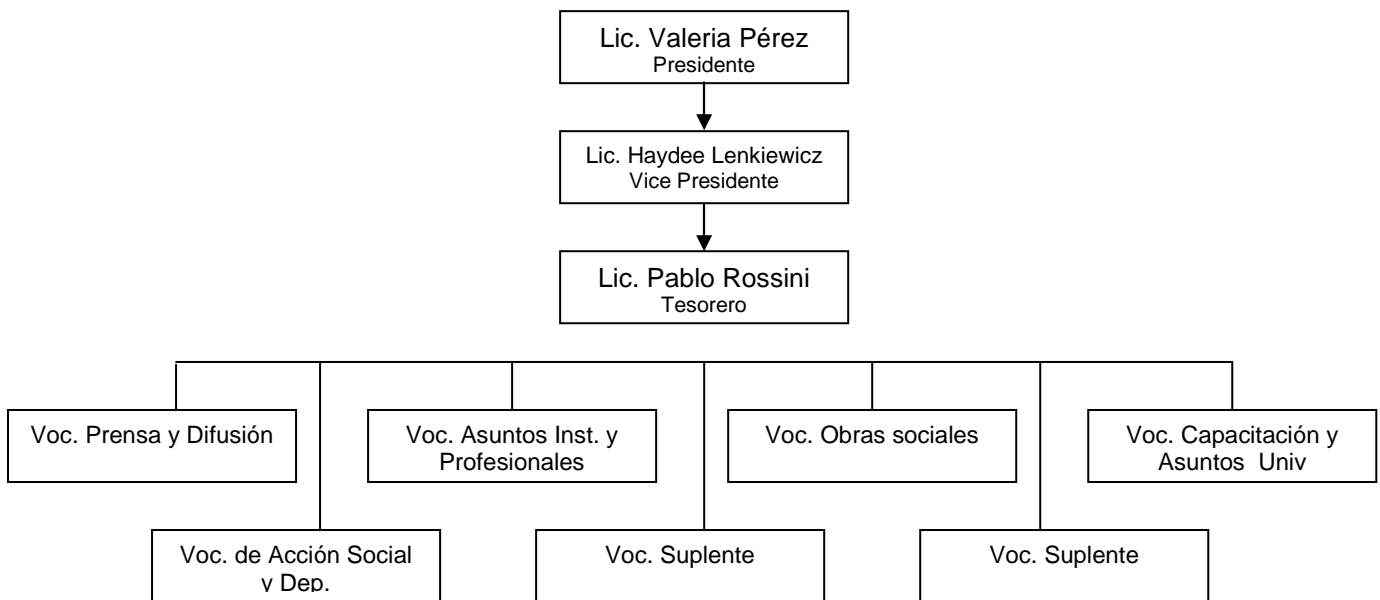 Lic. Valeria Pérez
Presidente
Lic. Haydee Lenkiewicz
Vice Presidente
Lic. Pablo Rossini
Tesorero
Voc. Prensa y Difusión
Voc. Asuntos Inst. y
Profesionales
Voc. Obras sociales
Voc. Capacitación y
Asuntos Univ
Voc. de Acción Social
y Dep.
Voc. Suplente
Voc. Suplente